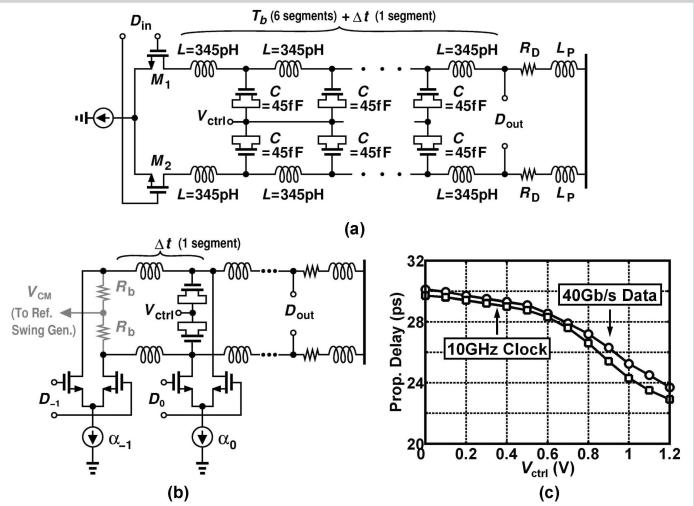 T_b (6 segments) + Δt (1 segment)
D_in
L=345pH L=345pH L=345pH R_D L_P
M_1
C =45fF C =45fF C =45fF
V_ctrl
D_out
C =45fF C =45fF C =45fF
M_2
L=345pH L=345pH L=345pH R_D L_P
(a)
Δt (1 segment)
V_CM
(To Ref.
Swing Gen.)
R_b
R_b
V_ctrl
D_out
D_-1
D_0
α_-1
α_0
(b)
Prop. Delay (ps)
32
28
24
20
40Gb/s Data
10GHz Clock
0 0.2 0.4 0.6 0.8 1 1.2
V_ctrl (V)
(c)